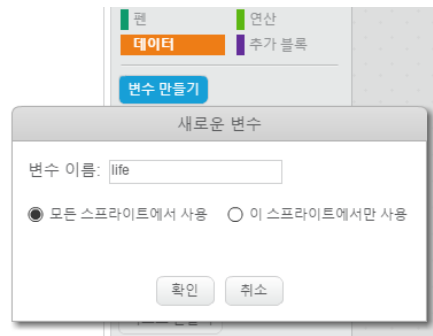 펜 연산
데이터 추가 블록
변수 만들기
새로운 변수
변수 이름: life
모든 스프라이트에서 사용 이 스프라이트에서만 사용
확인 취소